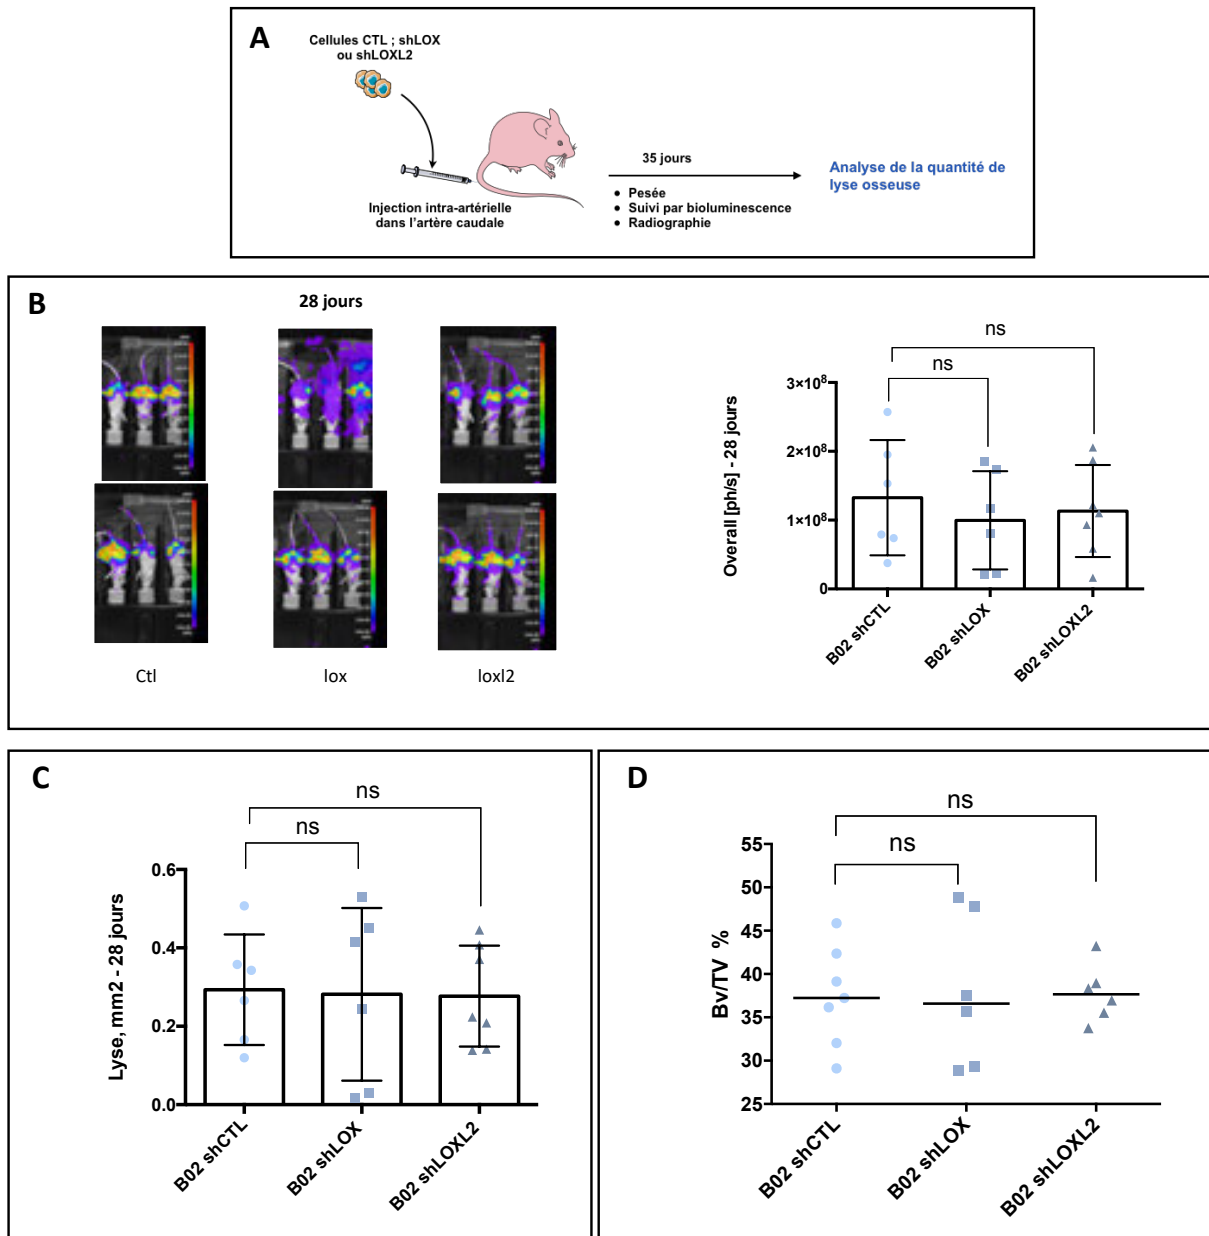 A
Cellules CTL ; shLOX
ou shLOXL2
Injection intra-artérielle
dans l'artère caudale
35 jours
• Pesée
• Suivi par bioluminescence
• Radiographie
Analyse de la quantité de
lyse osseuse
B
28 jours
Ctl
lox
loxl2
ns
ns
Overall [ph/s] - 28 jours
3×10⁸
2×10⁸
1×10⁸
0
B02 shCTL
B02 shLOX
B02 shLOXL2
C
ns
ns
Lyse, mm2 - 28 jours
0.6
0.4
0.2
0.0
B02 shCTL
B02 shLOX
B02 shLOXL2
D
ns
ns
Bv/TV %
55
50
45
40
35
30
25
B02 shCTL
B02 shLOX
B02 shLOXL2